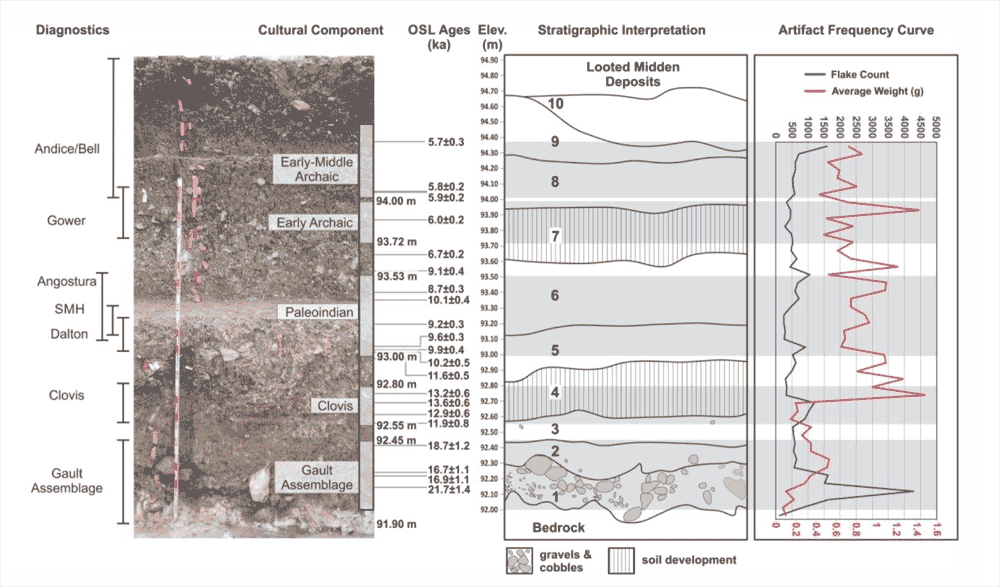 Diagnostics
Cultural Component
OSL Ages
(ka)
Elev.
(m)
Stratigraphic Interpretation
Artifact Frequency Curve
Andice/Bell
Gower
Angostura
SMH
Dalton
Clovis
Gault
Assemblage
Early-Middle
Archaic
Early Archaic
Paleoindian
Clovis
Gault
Assemblage
5.7±0.3
5.8±0.2
5.9±0.2
94.00 m
6.0±0.2
93.72 m
6.7±0.2
9.1±0.4
93.53 m
8.7±0.3
10.1±0.4
9.2±0.3
9.6±0.3
9.9±0.4
93.00 m
10.2±0.5
11.6±0.5
92.80 m
13.2±0.6
13.6±0.6
12.9±0.6
11.9±0.8
92.55 m
92.45 m
18.7±1.2
16.7±1.1
16.9±1.1
21.7±1.4
91.90 m
94.90
94.80
94.70
94.60
94.50
94.40
94.30
94.20
94.10
94.00
93.90
93.80
93.70
93.60
93.50
93.40
93.30
93.20
93.10
93.00
92.90
92.80
92.70
92.60
92.50
92.40
92.30
92.20
92.10
92.00
Looted Midden
Deposits
10
9
8
7
6
5
4
3
2
1
Bedrock
gravels &
cobbles
soil development
Flake Count
Average Weight (g)
0
500
1000
1500
2000
2500
3000
3500
4000
4500
5000
0
0.2
0.4
0.6
0.8
1
1.2
1.4
1.6